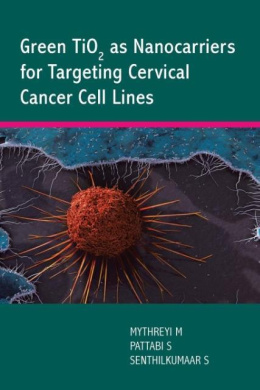 Green TiO₂ as Nanocarriers
for Targeting Cervical
Cancer Cell Lines
MYTHREYI M
PATTABI S
SENTHILKUMAAR S